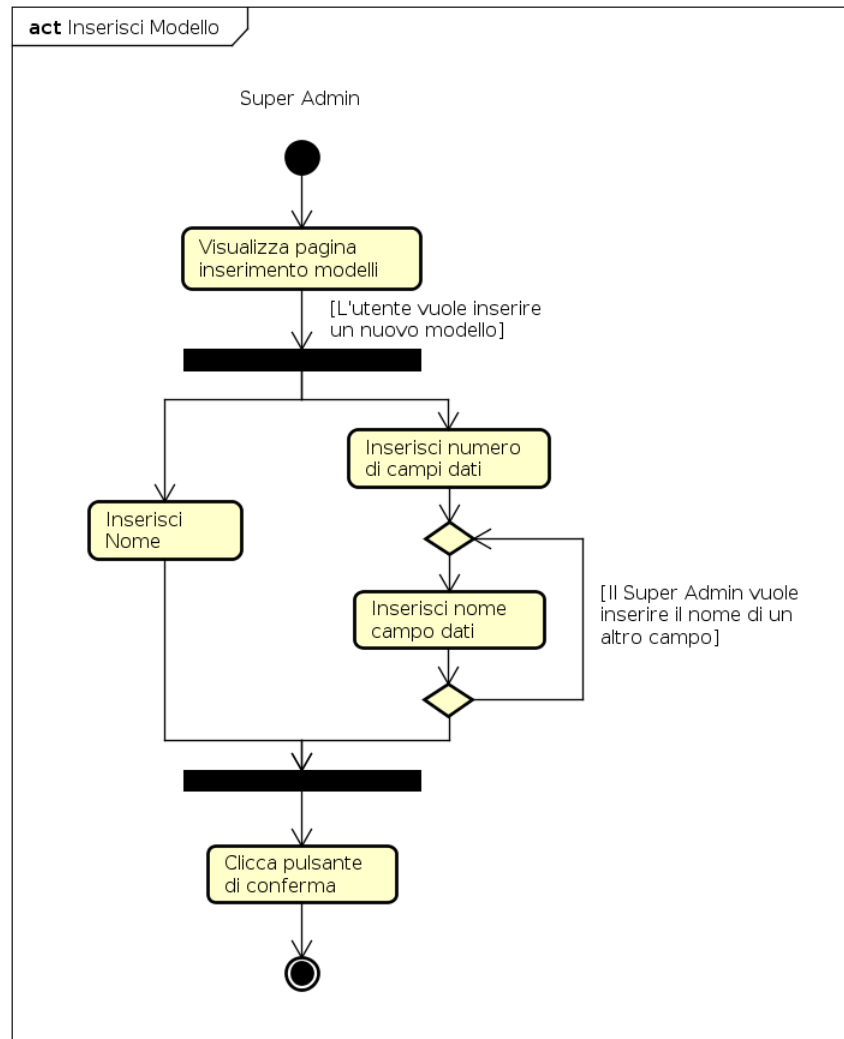 act Inserisci Modello
Super Admin
Visualizza pagina
inserimento modelli
[L'utente vuole inserire
un nuovo modello]
Inserisci numero
di campi dati
Inserisci
Nome
Inserisci nome
campo dati
[Il Super Admin vuole
inserire il nome di un
altro campo]
Clicca pulsante
di conferma